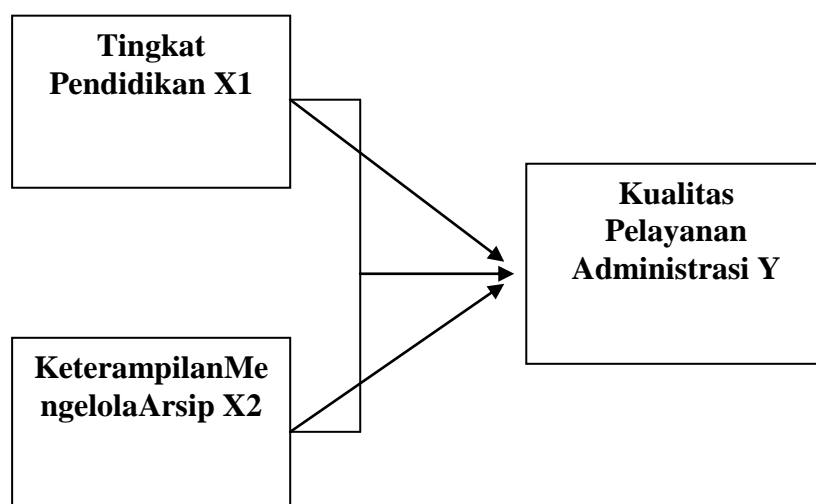 Tingkat
Pendidikan X1
Kualitas
Pelayanan
Administrasi Y
KeterampilanMe
ngelolaArsip X2